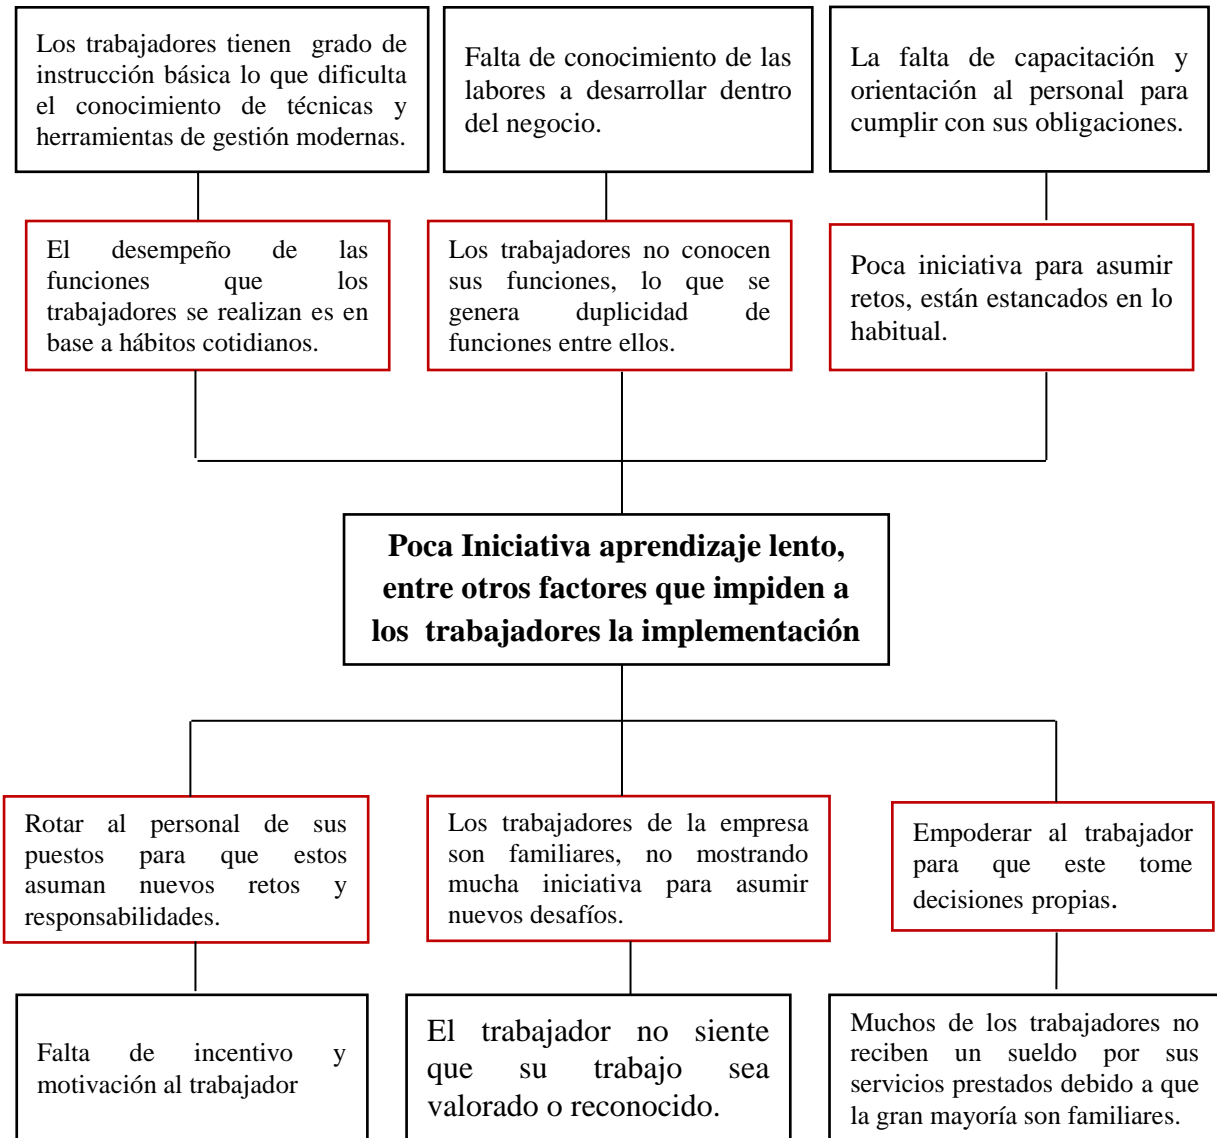 Los trabajadores tienen grado de
instrucción básica lo que dificulta
el conocimiento de técnicas y
herramientas de gestión modernas.
Falta de conocimiento de las
labores a desarrollar dentro
del negocio.
La falta de capacitación y
orientación al personal para
cumplir con sus obligaciones.
El desempeño de las
funciones que los
trabajadores se realizan es en
base a hábitos cotidianos.
Los trabajadores no conocen
sus funciones, lo que se
genera duplicidad de
funciones entre ellos.
Poca iniciativa para asumir
retos, están estancados en lo
habitual.
Poca Iniciativa aprendizaje lento,
entre otros factores que impiden a
los trabajadores la implementación
Rotar al personal de sus
puestos para que estos
asuman nuevos retos y
responsabilidades.
Los trabajadores de la empresa
son familiares, no mostrando
mucha iniciativa para asumir
nuevos desafíos.
Empoderar al trabajador
para que este tome
decisiones propias.
Falta de incentivo y
motivación al trabajador
El trabajador no siente
que su trabajo sea
valorado o reconocido.
Muchos de los trabajadores no
reciben un sueldo por sus
servicios prestados debido a que
la gran mayoría son familiares.